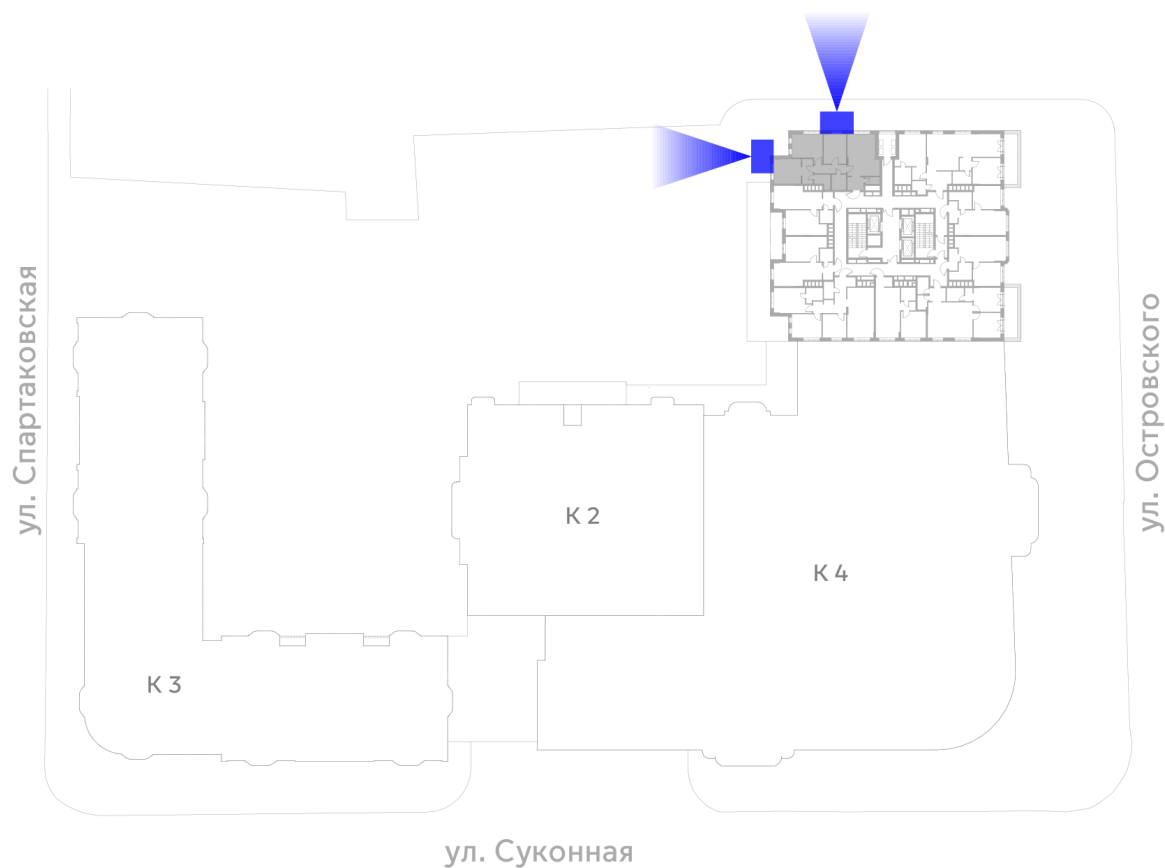 ул. Спартаковская
ул. Островского
К 2
К 4
К 3
ул. Суконная